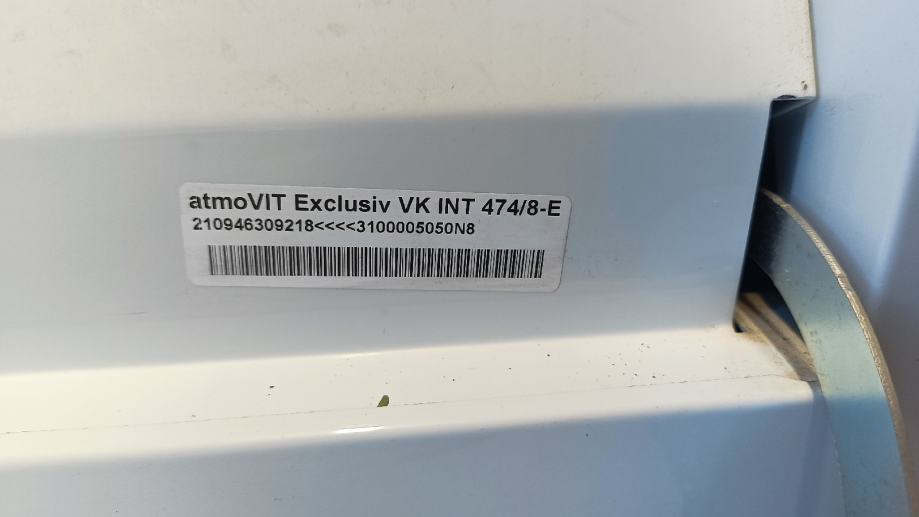 atmoVIT Exclusiv VK INT 474/8-E
210946309218<<<<3100005050N8